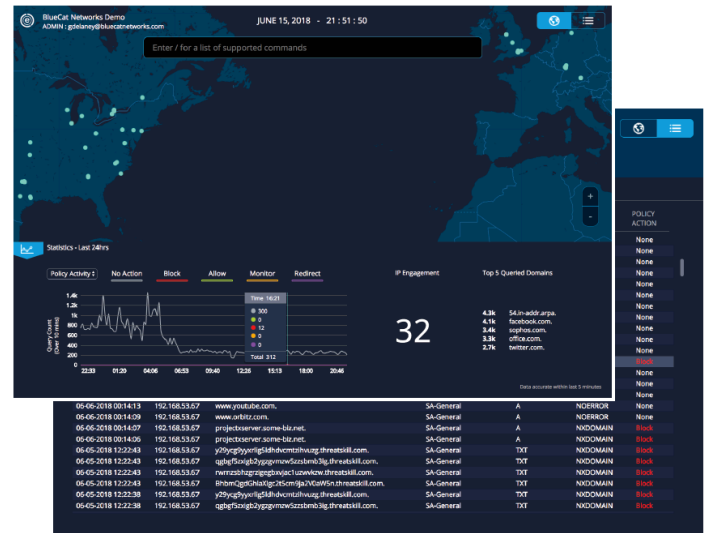 BlueCat Networks Demo
ADMIN : gdelaney@bluecatnetworks.com
JUNE 15, 2018 - 21 : 51 : 50
Enter / for a list of supported commands
+
-
Statistics - Last 24hrs
Policy Activity
No Action
Block
Allow
Monitor
Redirect
IP Engagement
Top 5 Queried Domains
Query Count
(Over 10 mins)
1.4k
1.2k
1k
800
600
400
200
0
22:33 01:20 04:06 06:53 09:40 12:26 15:13 18:00 20:46
Time 16:21
300
0
12
0
0
Total 312
32
4.3k 54.in-addr.arpa.
4.1k facebook.com.
3.4k sophos.com.
3.3k office.com.
2.7k twitter.com.
Data accurate within last 5 minutes
POLICY
ACTION
None
None
None
None
None
None
None
None
None
None
None
Block
None
None
06-06-2018 00:14:13 192.168.53.67 www.youtube.com. SA-General A NOERROR None
06-06-2018 00:14:09 192.168.53.67 www.orbitz.com. SA-General A NOERROR None
06-06-2018 00:14:07 192.168.53.67 projectxserver.some-biz.net. SA-General A NXDOMAIN Block
06-06-2018 00:14:06 192.168.53.67 projectxserver.some-biz.net. SA-General A NXDOMAIN Block
06-05-2018 12:22:43 192.168.53.67 SA-General TXT NXDOMAIN Block
06-05-2018 12:22:43 192.168.53.67 SA-General TXT NXDOMAIN Block
06-05-2018 12:22:43 192.168.53.67 SA-General TXT NXDOMAIN Block
06-05-2018 12:22:43 192.168.53.67 SA-General TXT NXDOMAIN Block
06-05-2018 12:22:38 192.168.53.67 SA-General TXT NXDOMAIN Block
06-05-2018 12:22:38 192.168.53.67 SA-General TXT NXDOMAIN Block